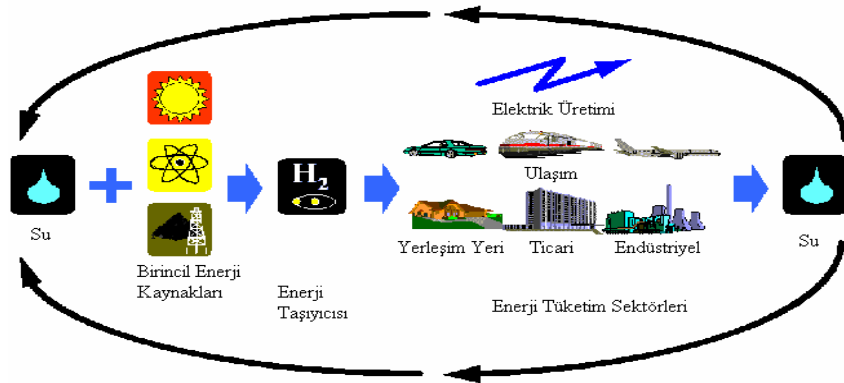 Elektrik Üretimi
H2
Ulaşım
Su
Yerleşim Yeri
Ticari
Endüstriyel
Su
Birincil Enerji
Kaynakları
Enerji
Taşıyıcısı
Enerji Tüketim Sektörleri